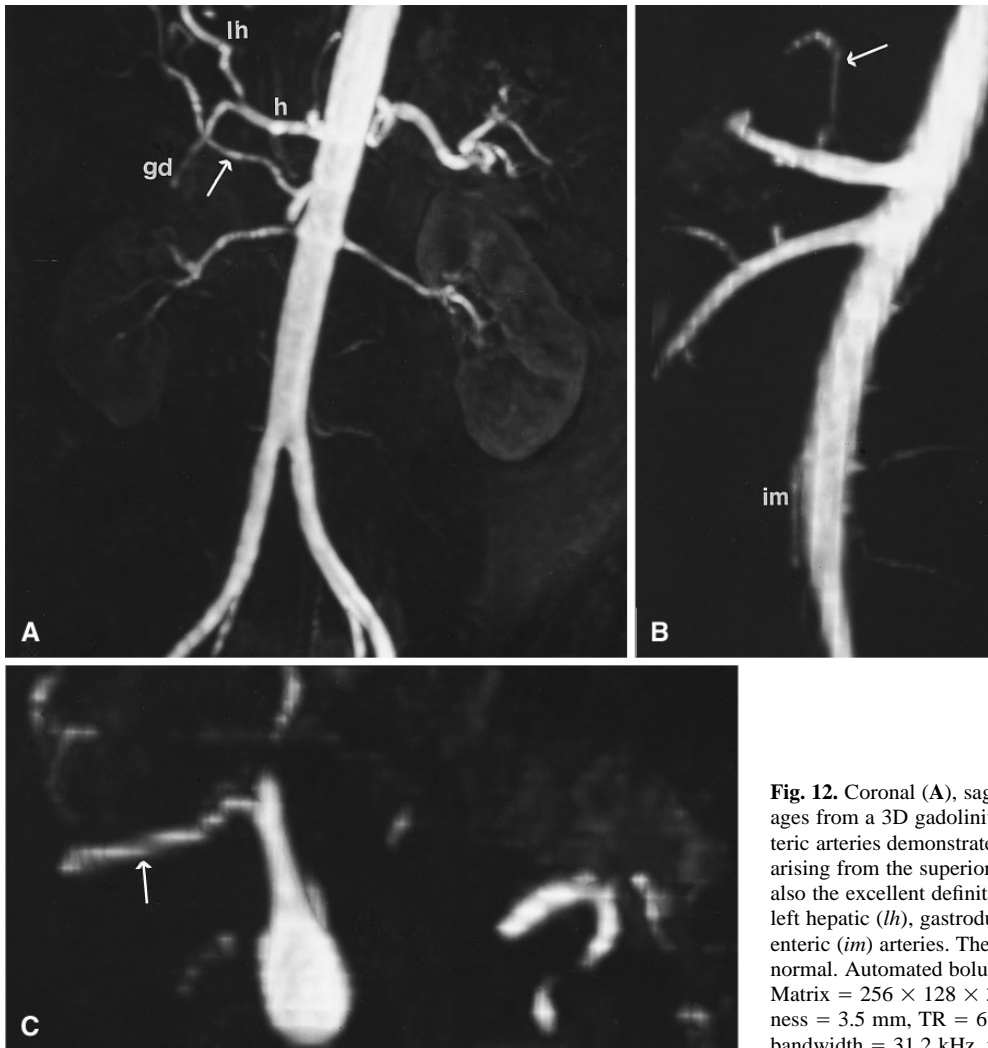 lh
h
gd
A
im
B
C
Fig. 12. Coronal (A), sag
ages from a 3D gadolini
teric arteries demonstrate
arising from the superior
also the excellent definit
left hepatic (lh), gastrodu
enteric (im) arteries. The
normal. Automated bolu
Matrix = 256 × 128 ×
ness = 3.5 mm, TR = 6
bandwidth = 31.2 kHz,